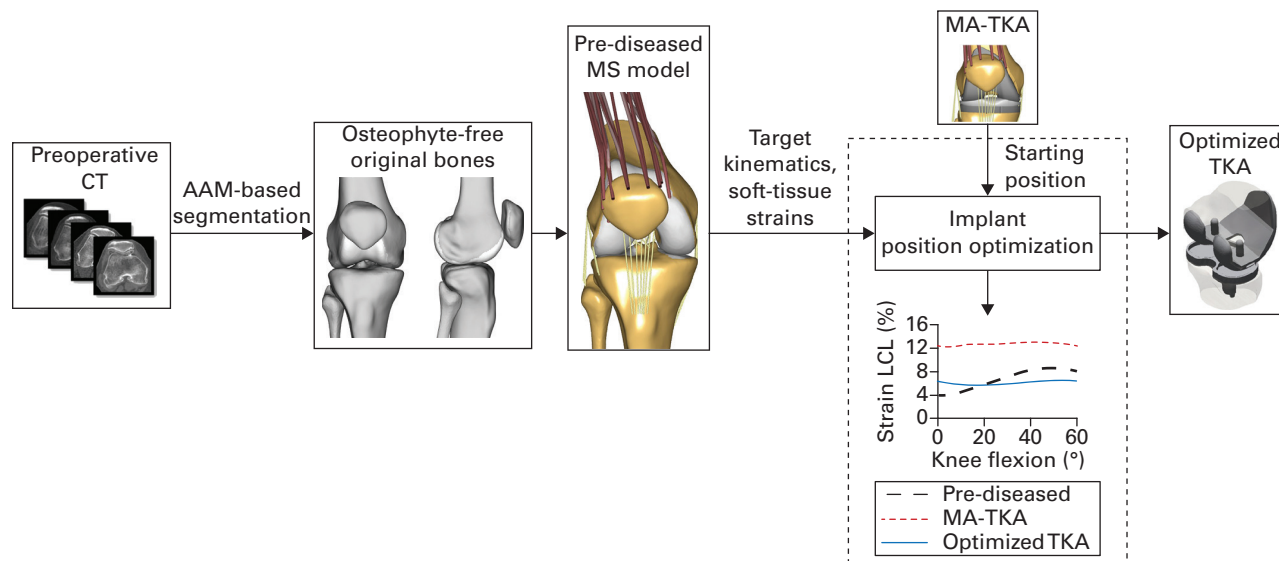 Preoperative
CT
AAM-based
segmentation
Osteophyte-free
original bones
Pre-diseased
MS model
Target
kinematics,
soft-tissue
strains
MA-TKA
Starting
position
Implant
position optimization
Optimized
TKA
Strain LCL (%)
16
12
8
4
0
0
20
40
60
Knee flexion (°)
Pre-diseased
MA-TKA
Optimized TKA